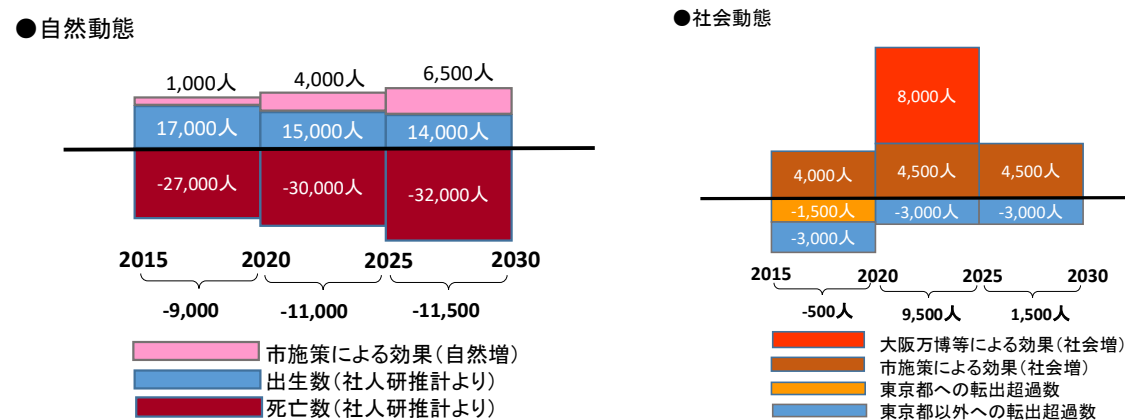 ●自然動態
1,000人
4,000人
6,500人
17,000人
15,000人
14,000人
-27,000人
-30,000人
-32,000人
2015
2020
2025
2030
-9,000
-11,000
-11,500
市施策による効果(自然増)
出生数(社人研推計より)
死亡数(社人研推計より)
●社会動態
8,000人
4,000人
4,500人
4,500人
-1,500人
-3,000人
-3,000人
-3,000人
2015
2020
2025
2030
-500人
9,500人
1,500人
大阪万博等による効果(社会増)
市施策による効果(社会増)
東京都への転出超過数
東京都以外への転出超過数